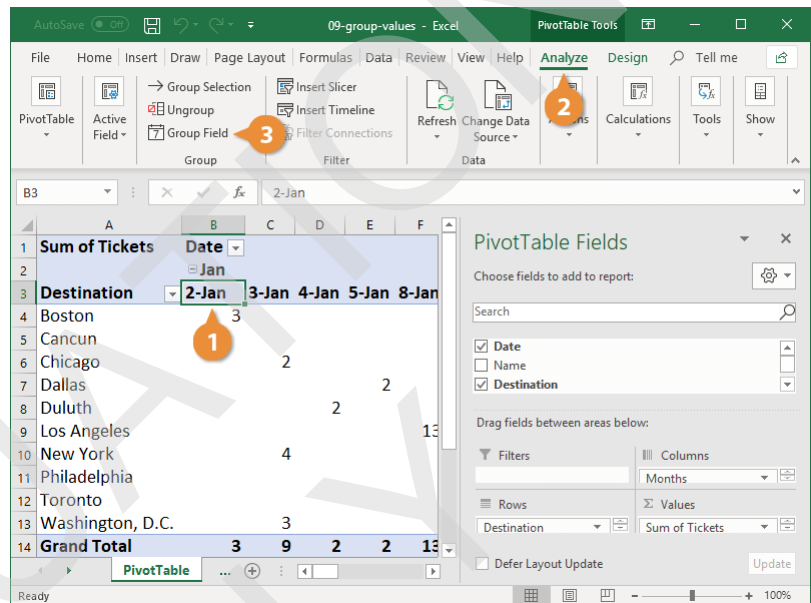 AutoSave Off 09-group-values - Excel PivotTable Tools
File Home Insert Draw Page Layout Formulas Data Review View Help Analyze Design Tell me
PivotTable
Active Field
Group Selection
Ungroup
7 Group Field
Group
Insert Slicer
Insert Timeline
Filter Connections
Filter
Refresh
Change Data Source
Data
Calculations
Tools
Show
2
3
B3 fx 2-Jan
A B C D E F
1 Sum of Tickets Date
2 Jan
3 Destination 2-Jan 3-Jan 4-Jan 5-Jan 8-Jan
4 Boston 3
5 Cancun
1
6 Chicago 2
7 Dallas 2
8 Duluth 2
9 Los Angeles 13
10 New York 4
11 Philadelphia
12 Toronto
13 Washington, D.C. 3
14 Grand Total 3 9 2 2 13
PivotTable ...
PivotTable Fields
Choose fields to add to report:
Search
Date
Name
Destination
Drag fields between areas below:
Filters
Columns
Months
Rows
Destination
Σ Values
Sum of Tickets
Defer Layout Update Update
Ready 100%